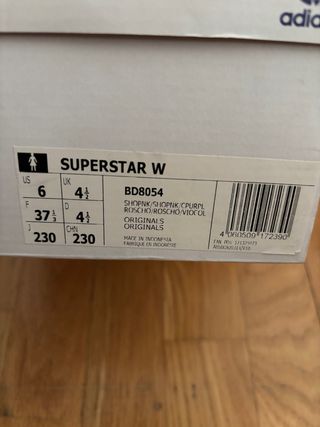 adid
SUPERSTAR W
US 6 UK 4½
F 37⅓ D 4½
J 230 CHN 230
BD8054
SHOPNK/SHOPNK/CPURPL
ROSCHO/ROSCHO/VIOCOL
ORIGINALS
ORIGINALS
MADE IN INDONESIA
FABRIQUE EN INDONESIE
4 060509 172390